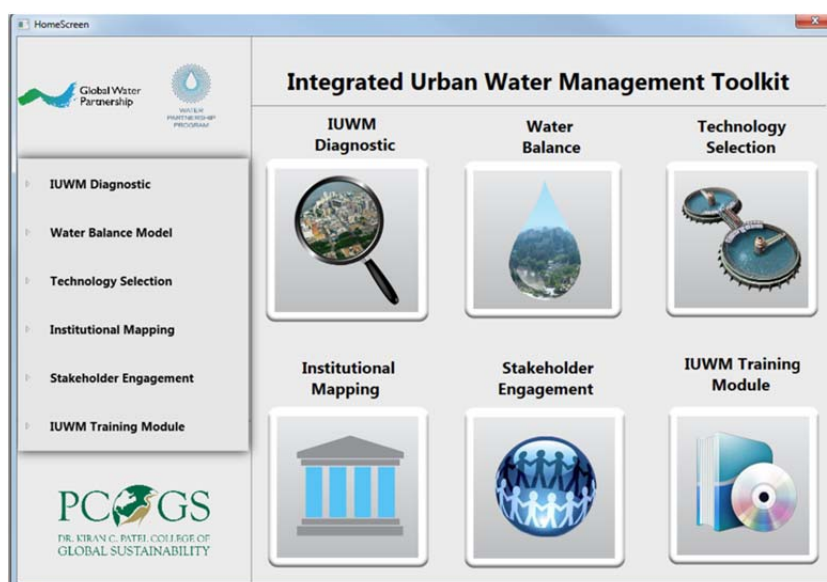 HomeScreen
Global Water
Partnership
WATER
PARTNERSHIP
PROGRAM
IUWM Diagnostic
Water Balance Model
Technology Selection
Institutional Mapping
Stakeholder Engagement
IUWM Training Module
PC GS
DR. KIRAN C. PATEL COLLEGE OF
GLOBAL SUSTAINABILITY
Integrated Urban Water Management Toolkit
IUWM
Diagnostic
Water
Balance
Technology
Selection
Institutional
Mapping
Stakeholder
Engagement
IUWM Training
Module